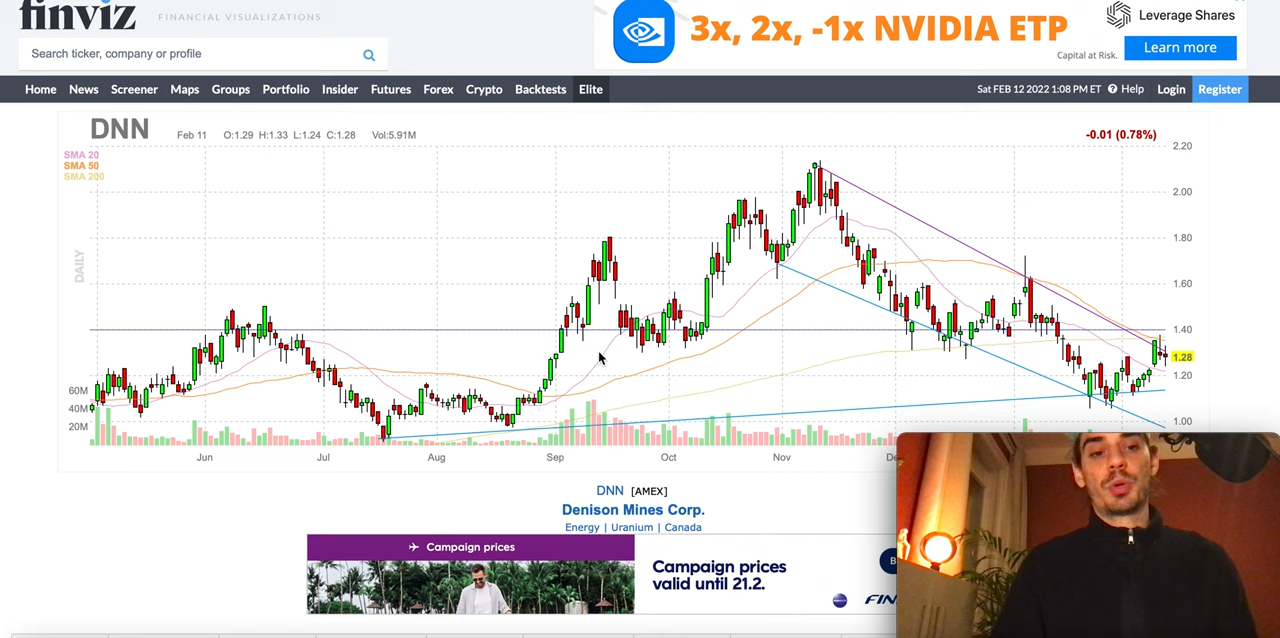 finviz FINANCIAL VISUALIZATIONS
3x, 2x, -1x NVIDIA ETP
Leverage Shares
Capital at Risk.
Learn more
Search ticker, company or profile
Home News Screener Maps Groups Portfolio Insider Futures Forex Crypto Backtests Elite
Sat FEB 12 2022 1:08 PM ET Help Login Register
DNN Feb 11 O:1.29 H:1.33 L:1.24 C:1.28 Vol:5.91M
-0.01 (0.78%)
SMA 20
SMA 50
SMA 200
2.20
2.00
1.80
1.60
1.40
1.28
1.20
1.00
DAILY
60M
40M
20M
Jun Jul Aug Sep Oct Nov De
DNN [AMEX]
Denison Mines Corp.
Energy | Uranium | Canada
Campaign prices
Campaign prices
valid until 21.2.
B
FIN